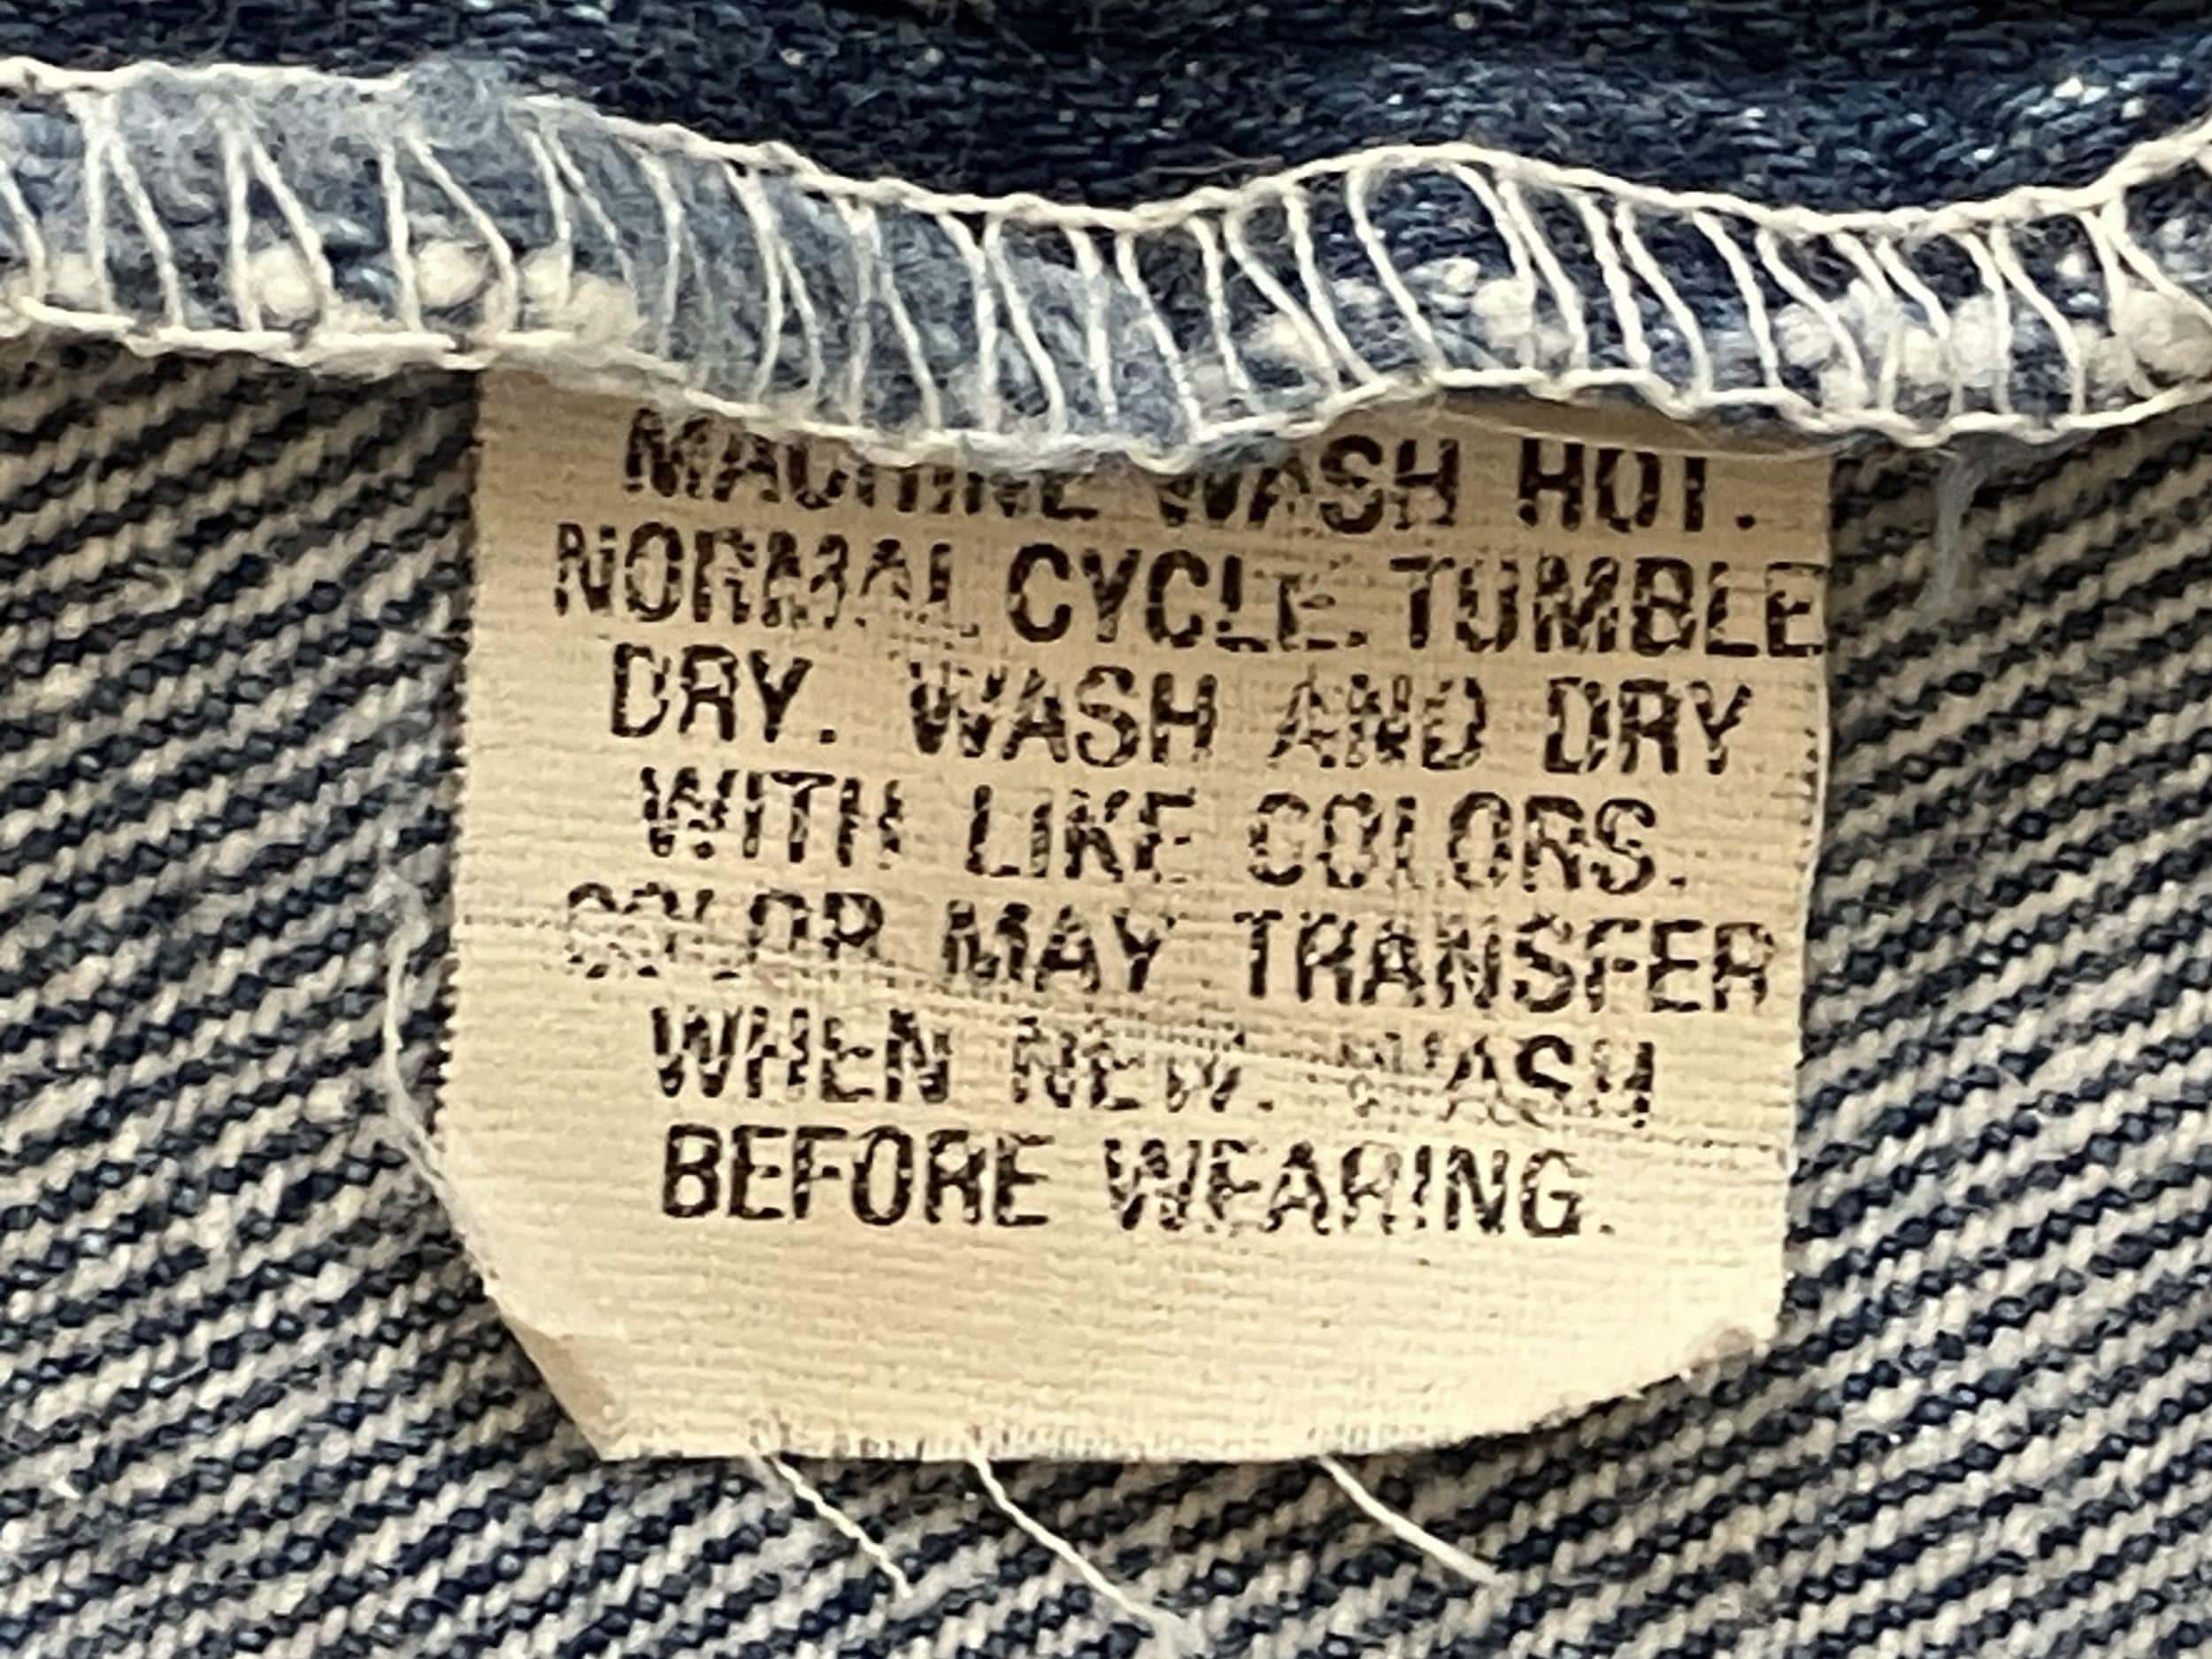 MACHINE WASH HOT.
NORMAL CYCLE. TUMBLE
DRY. WASH AND DRY
WITH LIKE COLORS.
COLOR MAY TRANSFER
WHEN NEW. WASH
BEFORE WEARING.